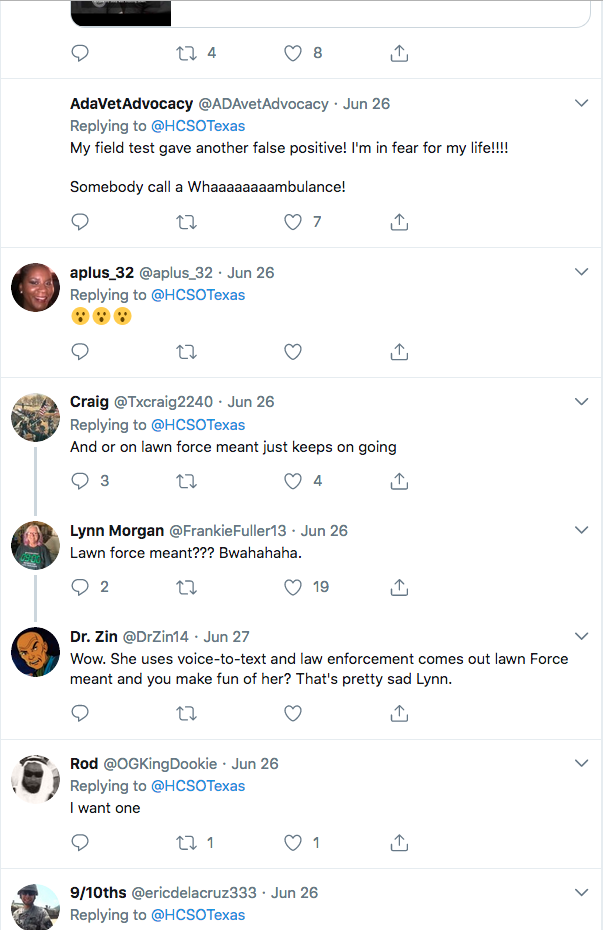 4 8
AdaVetAdvocacy @ADAvetAdvocacy · Jun 26
Replying to @HCSOTexas
My field test gave another false positive! I'm in fear for my life!!!!
Somebody call a Whaaaaaaaambulance!
7
aplus_32 @aplus_32 · Jun 26
Replying to @HCSOTexas
😮😮😮
Craig @Txcraig2240 · Jun 26
Replying to @HCSOTexas
And or on lawn force meant just keeps on going
3 4
Lynn Morgan @FrankieFuller13 · Jun 26
Lawn force meant??? Bwahahaha.
2 19
Dr. Zin @DrZin14 · Jun 27
Wow. She uses voice-to-text and law enforcement comes out lawn Force
meant and you make fun of her? That's pretty sad Lynn.
Rod @OGKingDookie · Jun 26
Replying to @HCSOTexas
I want one
1 1
9/10ths @ericdelacruz333 · Jun 26
Replying to @HCSOTexas